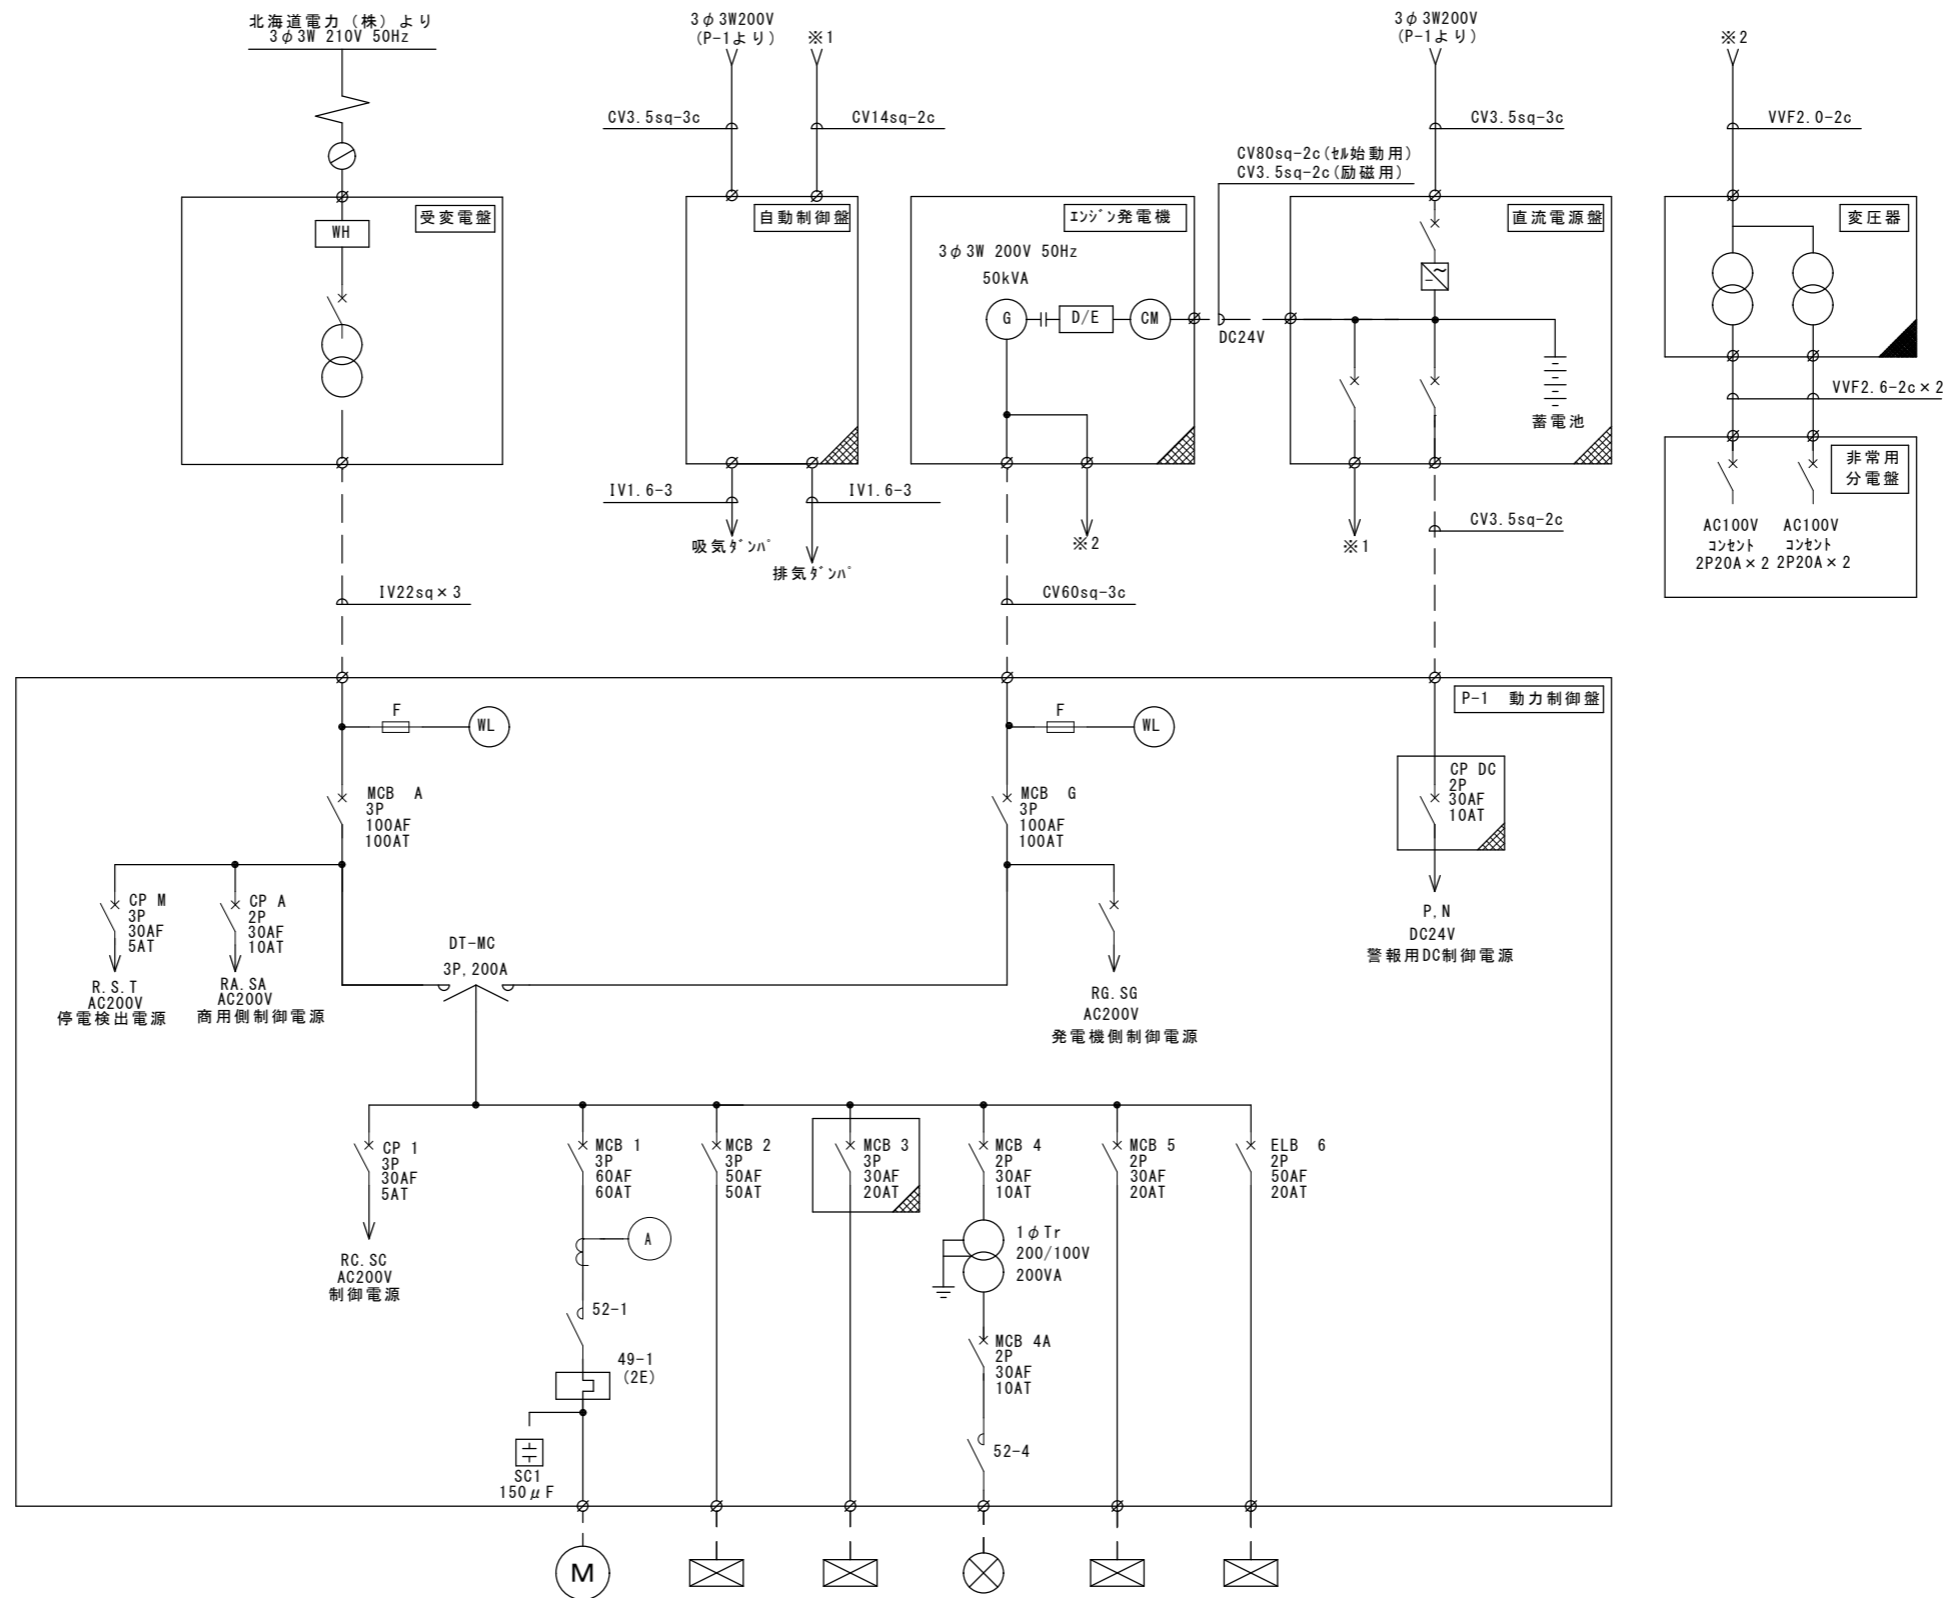 北海道電力（株）より
3φ3W 210V 50Hz
3φ3W200V
(P-1より)
※1
3φ3W200V
(P-1より)
※2
CV3.5sq-3c
CV14sq-2c
CV3.5sq-3c
VVF2.0-2c
CV80sq-2c(ｾﾙ始動用)
CV3.5sq-2c(励磁用)
受変電盤
WH
自動制御盤
ｴﾝｼﾞﾝ発電機
3φ3W 200V 50Hz
50kVA
G
D/E
CM
DC24V
直流電源盤
蓄電池
変圧器
VVF2.6-2c×2
非常用
分電盤
AC100V
ｺﾝｾﾝﾄ
2P20A×2
AC100V
ｺﾝｾﾝﾄ
2P20A×2
IV1.6-3
IV1.6-3
吸気ﾀﾞﾝﾊﾟ
排気ﾀﾞﾝﾊﾟ
※2
※1
CV3.5sq-2c
IV22sq×3
CV60sq-3c
P-1 動力制御盤
F
WL
F
WL
MCB A
3P
100AF
100AT
MCB G
3P
100AF
100AT
CP DC
2P
30AF
10AT
CP M
3P
30AF
5AT
CP A
2P
30AF
10AT
R.S.T
AC200V
停電検出電源
RA.SA
AC200V
商用側制御電源
DT-MC
3P,200A
RG.SG
AC200V
発電機側制御電源
P,N
DC24V
警報用DC制御電源
CP 1
3P
30AF
5AT
MCB 1
3P
60AF
60AT
MCB 2
3P
50AF
50AT
MCB 3
3P
30AF
20AT
MCB 4
2P
30AF
10AT
MCB 5
2P
30AF
20AT
ELB 6
2P
50AF
20AT
RC.SC
AC200V
制御電源
A
1φTr
200/100V
200VA
52-1
49-1
(2E)
MCB 4A
2P
30AF
10AT
52-4
SC1
150μF
M